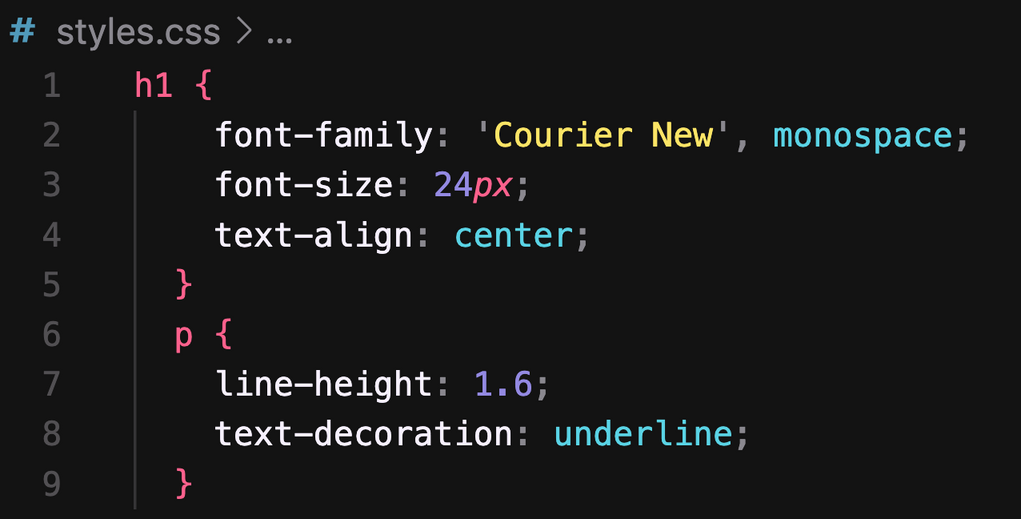 # styles.css > ...
1 h1 {
2 font-family: 'Courier New', monospace;
3 font-size: 24px;
4 text-align: center;
5 }
6 p {
7 line-height: 1.6;
8 text-decoration: underline;
9 }